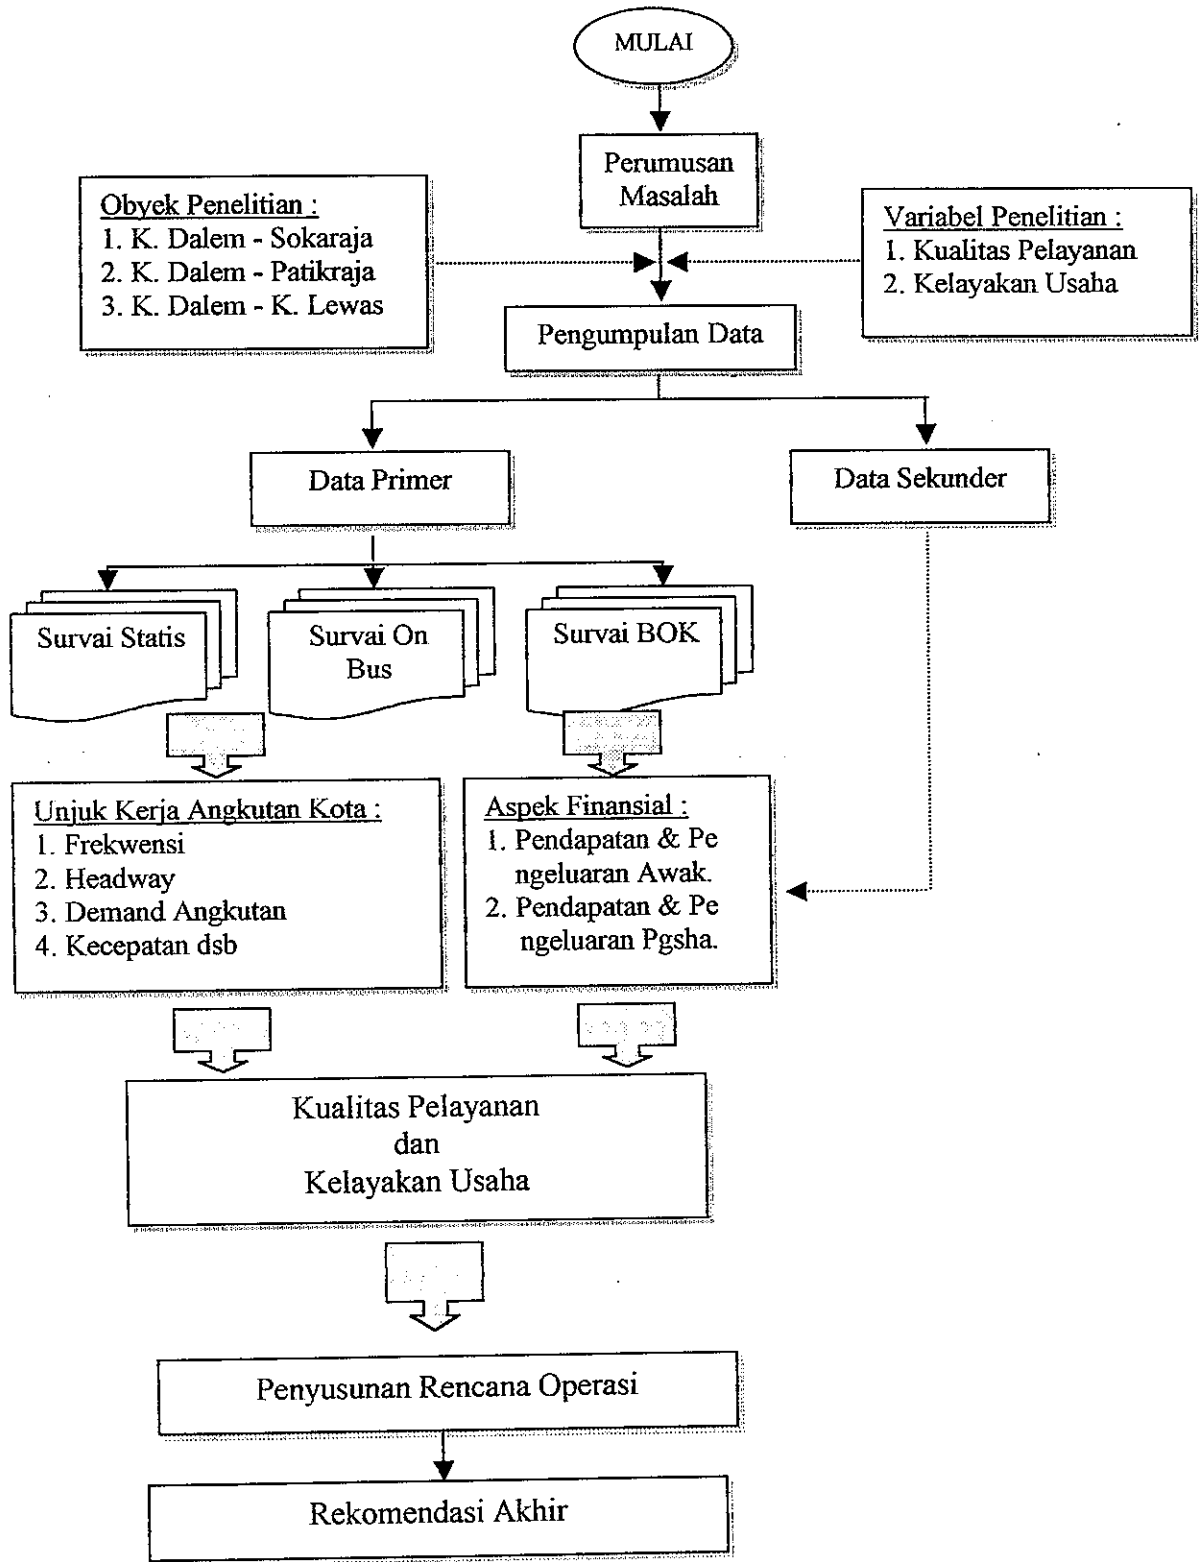 MULAI
Perumusan
Masalah
Obyek Penelitian :
1. K. Dalem - Sokaraja
2. K. Dalem - Patikraja
3. K. Dalem - K. Lewas
Variabel Penelitian :
1. Kualitas Pelayanan
2. Kelayakan Usaha
Pengumpulan Data
Data Primer
Data Sekunder
Survai Statis
Survai On
Bus
Survai BOK
Unjuk Kerja Angkutan Kota :
1. Frekwensi
2. Headway
3. Demand Angkutan
4. Kecepatan dsb
Aspek Finansial :
1. Pendapatan & Pe
ngeluaran Awak.
2. Pendapatan & Pe
ngeluaran Pgsha.
Kualitas Pelayanan
dan
Kelayakan Usaha
Penyusunan Rencana Operasi
Rekomendasi Akhir